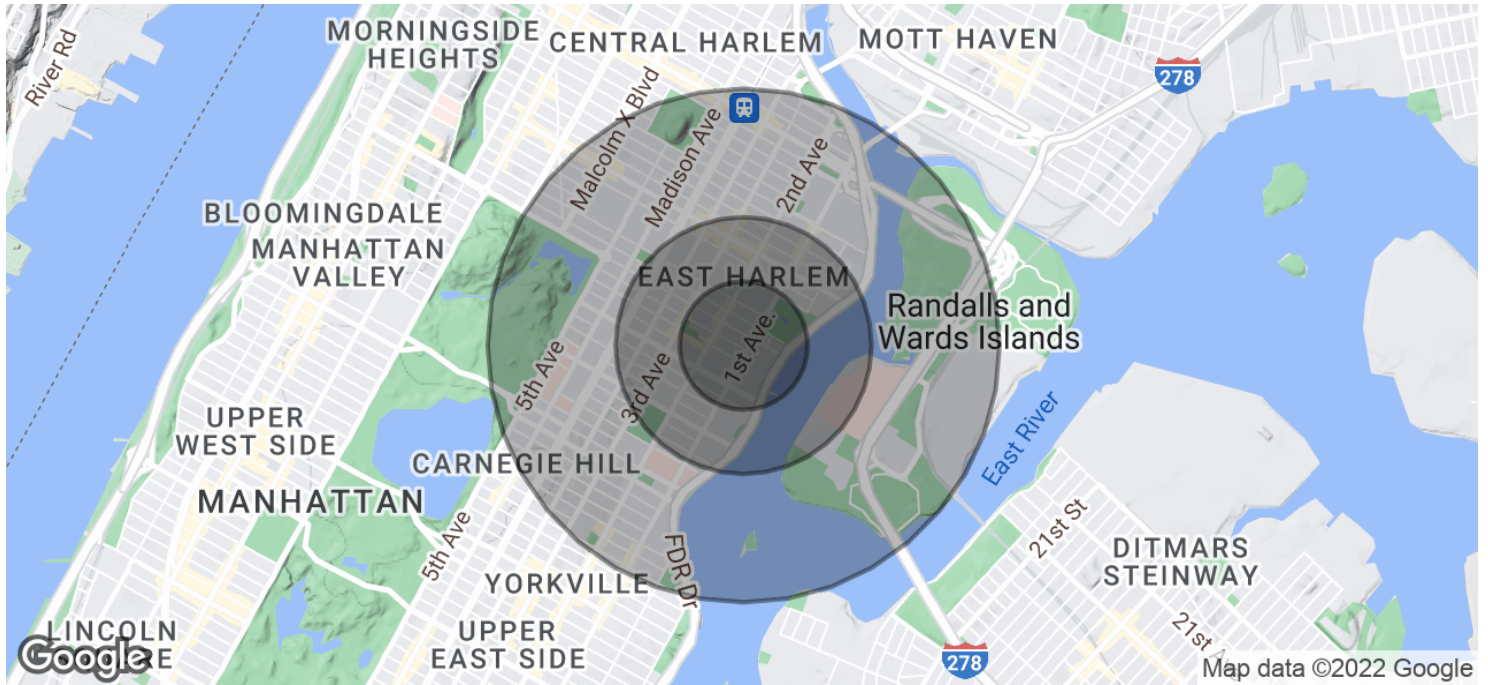 MORNINGSIDE
HEIGHTS
CENTRAL HARLEM
MOTT HAVEN
River Rd
278
Malcolm X Blvd
Madison Ave
2nd Ave
BLOOMINGDALE
MANHATTAN
VALLEY
EAST HARLEM
Randalls and
Wards Islands
1st Ave.
5th Ave
3rd Ave
UPPER
WEST SIDE
CARNEGIE HILL
East River
MANHATTAN
5th Ave
21st St
FDR Dr
DITMARS
STEINWAY
YORKVILLE
LINCOLN
UPPER
EAST SIDE
21st A
278
Google
Map data ©2022 Google